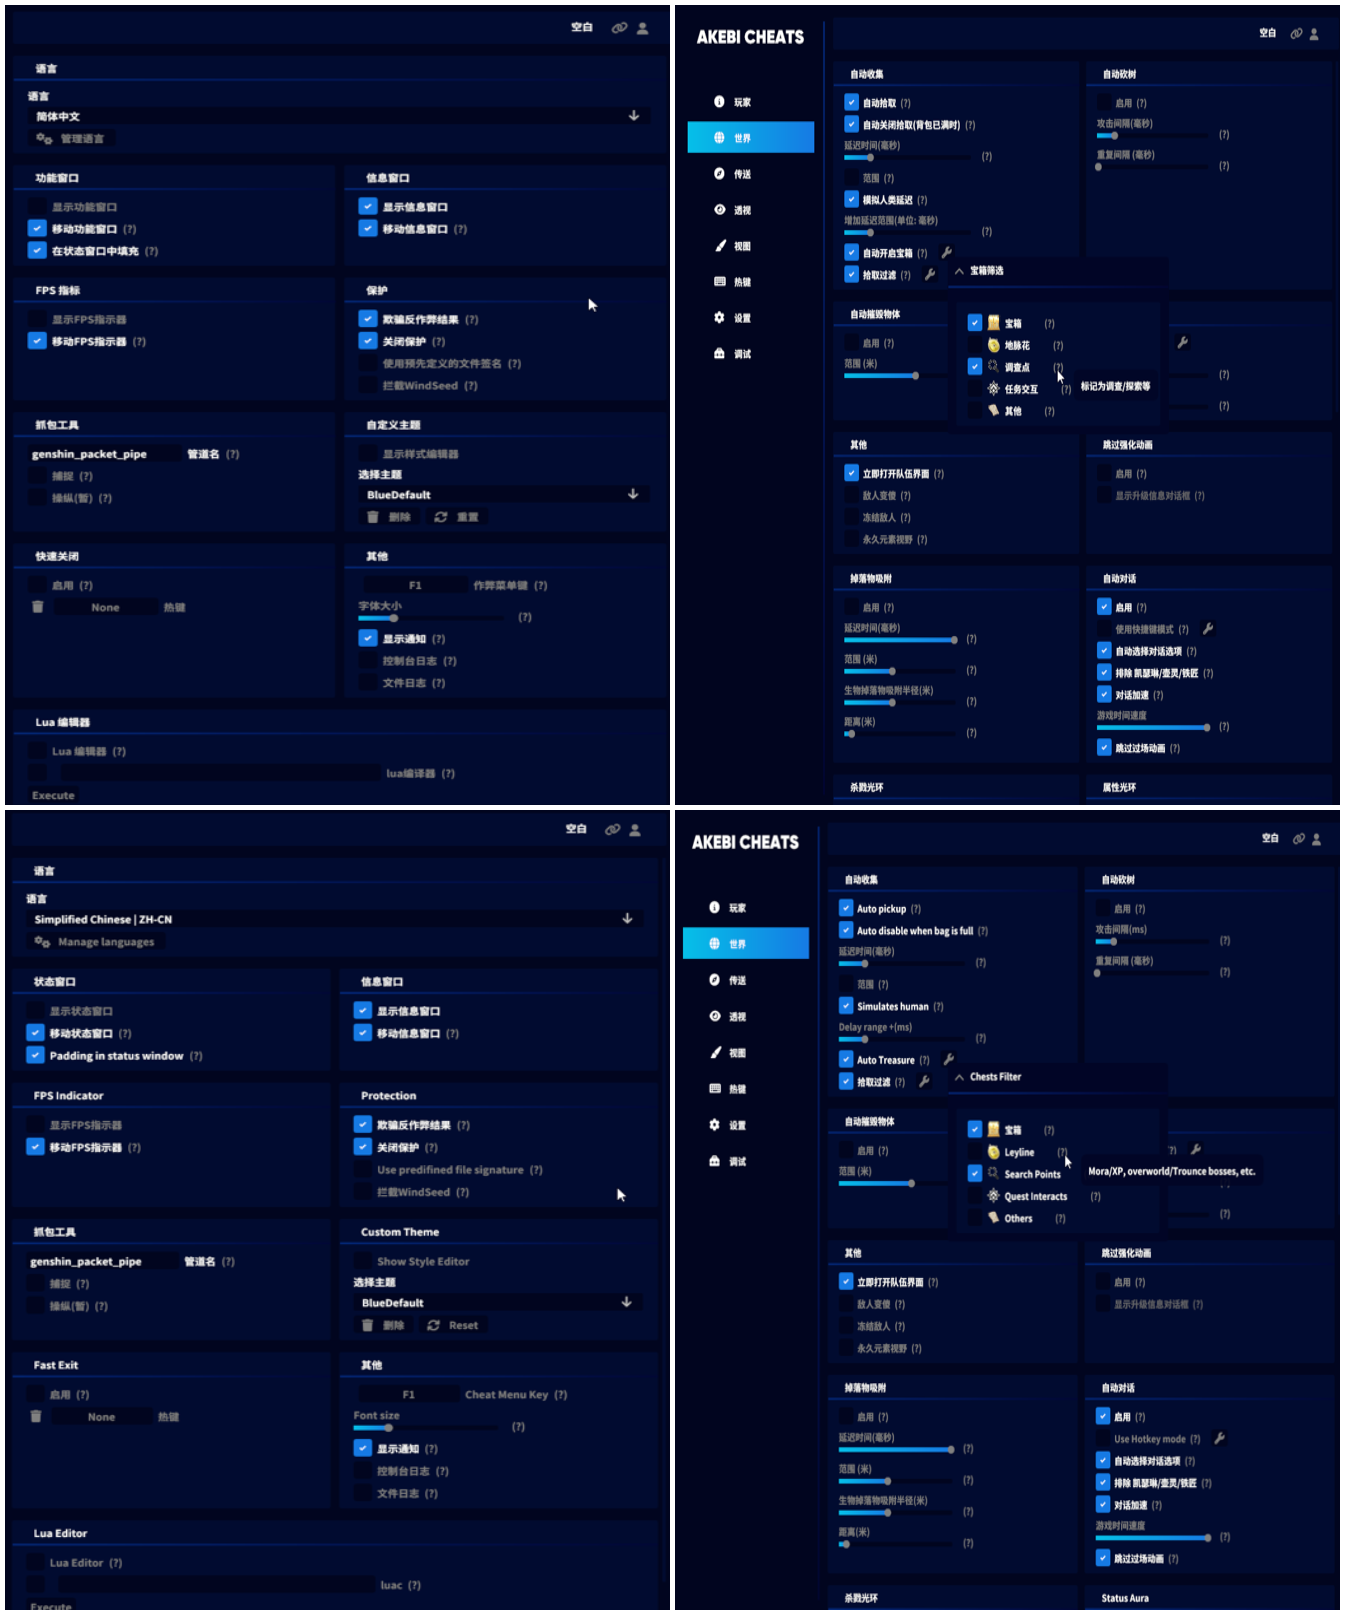 空白
语言
语言
简体中文
管理语言
功能窗口
显示功能窗口
移动功能窗口 (?)
在状态窗口中填充 (?)
信息窗口
显示信息窗口
移动信息窗口 (?)
FPS 指标
显示FPS指示器
移动FPS指示器 (?)
保护
欺骗反作弊结果 (?)
关闭保护 (?)
使用预先定义的文件签名 (?)
拦截WindSeed (?)
抓包工具
genshin_packet_pipe 管道名 (?)
捕捉 (?)
操纵(暂) (?)
自定义主题
显示样式编辑器
选择主题
BlueDefault
删除 重置
快速关闭
启用 (?)
None 热键
其他
F1 作弊菜单键 (?)
字体大小
(?)
显示通知 (?)
控制台日志 (?)
文件日志 (?)
Lua 编辑器
Lua 编辑器 (?)
lua编译器 (?)
Execute
AKEBI CHEATS
空白
玩家
世界
传送
透视
视图
热键
设置
调试
自动收集
自动拾取 (?)
自动关闭拾取(背包已满时) (?)
延迟时间(毫秒)
(?)
范围 (?)
模拟人类延迟 (?)
增加延迟范围(单位: 毫秒)
(?)
自动开启宝箱 (?)
拾取过滤 (?)
自动砍树
启用 (?)
攻击间隔(毫秒)
(?)
重复间隔 (毫秒)
(?)
宝箱筛选
宝箱 (?)
地脉花 (?)
调查点 (?)
任务交互 (?)
其他 (?)
标记为调查/探索等
自动摧毁物体
启用 (?)
范围 (米)
(?)
(?)
其他
立即打开队伍界面 (?)
敌人变傻 (?)
冻结敌人 (?)
永久元素视野 (?)
跳过强化动画
启用 (?)
显示升级信息对话框 (?)
掉落物吸附
启用 (?)
延迟时间(毫秒)
(?)
范围 (米)
(?)
生物掉落物吸附半径(米)
(?)
距离(米)
(?)
自动对话
启用 (?)
使用快捷键模式 (?)
自动选择对话选项 (?)
排除 凯瑟琳/壶灵/铁匠 (?)
对话加速 (?)
游戏时间速度
(?)
跳过过场动画 (?)
杀戮光环
属性光环
空白
语言
语言
Simplified Chinese | ZH-CN
Manage languages
状态窗口
显示状态窗口
移动状态窗口 (?)
Padding in status window (?)
信息窗口
显示信息窗口
移动信息窗口 (?)
FPS Indicator
显示FPS指示器
移动FPS指示器 (?)
Protection
欺骗反作弊结果 (?)
关闭保护 (?)
Use predifined file signature (?)
拦截WindSeed (?)
抓包工具
genshin_packet_pipe 管道名 (?)
捕捉 (?)
操纵(暂) (?)
Custom Theme
Show Style Editor
选择主题
BlueDefault
删除 Reset
Fast Exit
启用 (?)
None 热键
其他
F1 Cheat Menu Key (?)
Font size
(?)
显示通知 (?)
控制台日志 (?)
文件日志 (?)
Lua Editor
Lua Editor (?)
luac (?)
Execute
AKEBI CHEATS
空白
玩家
世界
传送
透视
视图
热键
设置
调试
自动收集
Auto pickup (?)
Auto disable when bag is full (?)
延迟时间(毫秒)
(?)
范围 (?)
Simulates human (?)
Delay range +(ms)
(?)
Auto Treasure (?)
拾取过滤 (?)
自动砍树
启用 (?)
攻击间隔(ms)
(?)
重复间隔 (毫秒)
(?)
Chests Filter
宝箱 (?)
Leyline (?)
Search Points
Quest Interacts (?)
Others (?)
Mora/XP, overworld/Trounce bosses, etc.
自动摧毁物体
启用 (?)
范围 (米)
?)
(?)
其他
立即打开队伍界面 (?)
敌人变傻 (?)
冻结敌人 (?)
永久元素视野 (?)
跳过强化动画
启用 (?)
显示升级信息对话框 (?)
掉落物吸附
启用 (?)
延迟时间(毫秒)
(?)
范围 (米)
(?)
生物掉落物吸附半径(米)
(?)
距离(米)
(?)
自动对话
启用 (?)
Use Hotkey mode (?)
自动选择对话选项 (?)
排除 凯瑟琳/壶灵/铁匠 (?)
对话加速 (?)
游戏时间速度
(?)
跳过过场动画 (?)
杀戮光环
Status Aura